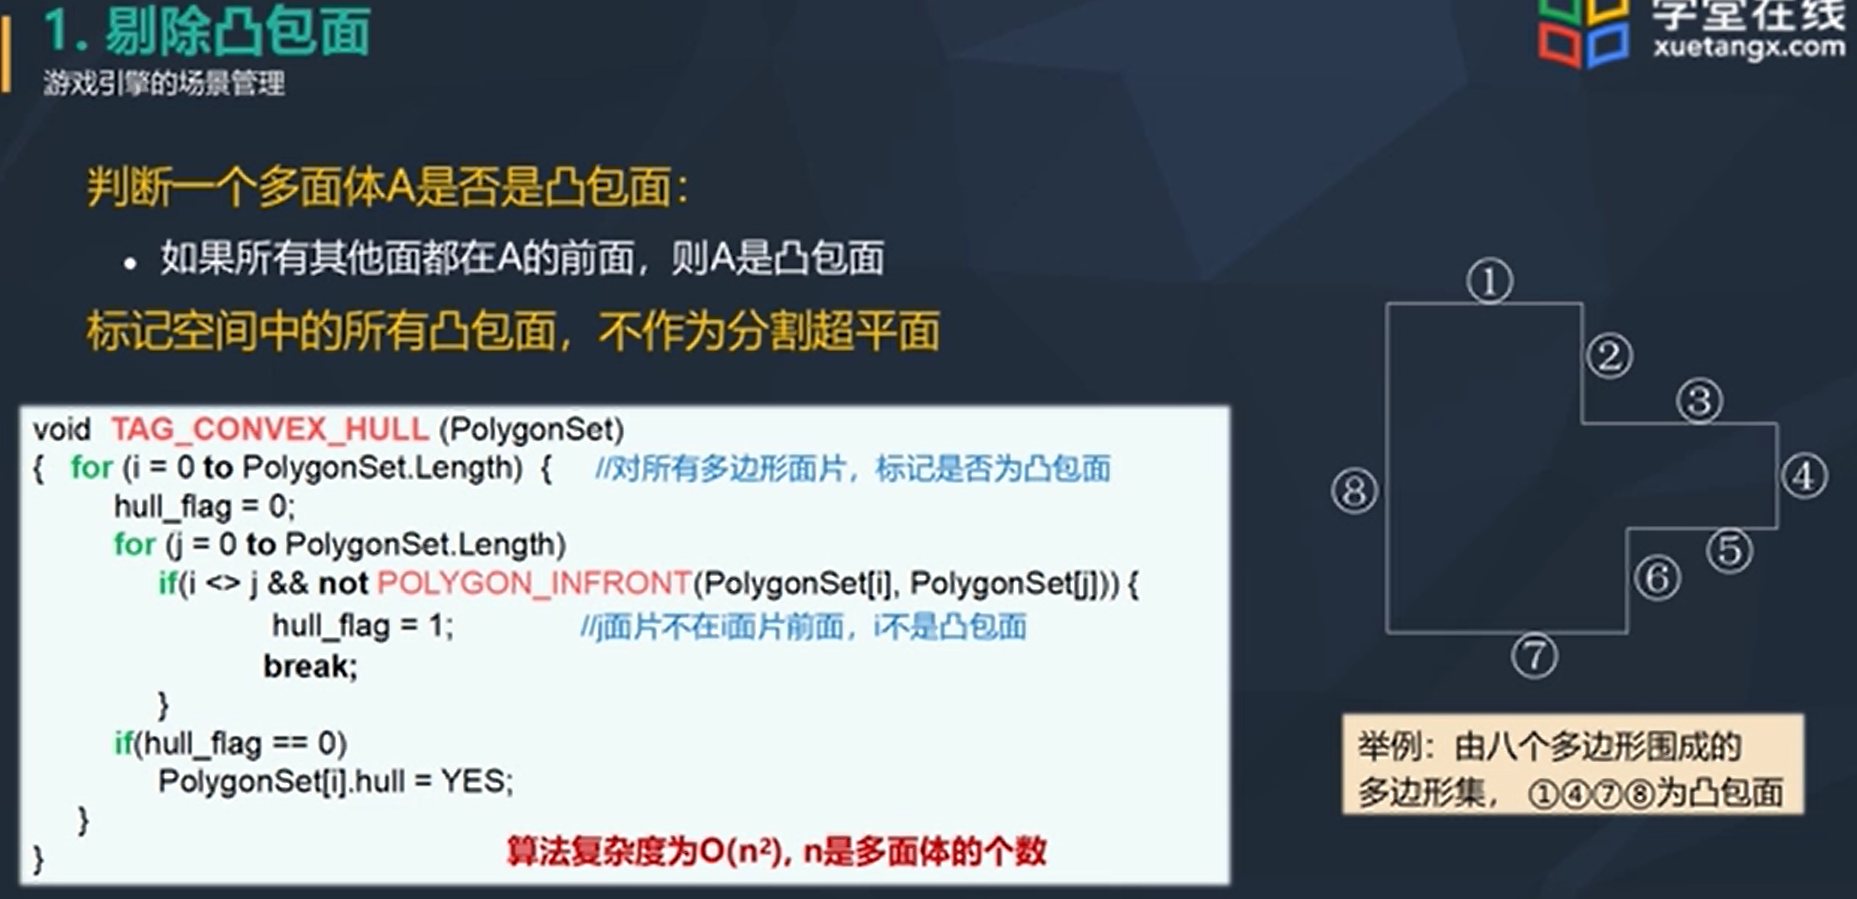 1. 剔除凸包面
游戏引擎的场景管理
学堂在线
xuetangx.com
判断一个多面体A是否是凸包面：
• 如果所有其他面都在A的前面，则A是凸包面
标记空间中的所有凸包面，不作为分割超平面
void TAG_CONVEX_HULL (PolygonSet)
{ for (i = 0 to PolygonSet.Length) { //对所有多边形面片，标记是否为凸包面
hull_flag = 0;
for (j = 0 to PolygonSet.Length)
if(i <> j && not POLYGON_INFRONT(PolygonSet[i], PolygonSet[j])) {
hull_flag = 1; //j面片不在i面片前面，i不是凸包面
break;
}
if(hull_flag == 0)
PolygonSet[i].hull = YES;
}
}
算法复杂度为O(n²), n是多面体的个数
①
②
③
④
⑤
⑥
⑦
⑧
举例：由八个多边形围成的
多边形集， ①④⑦⑧为凸包面